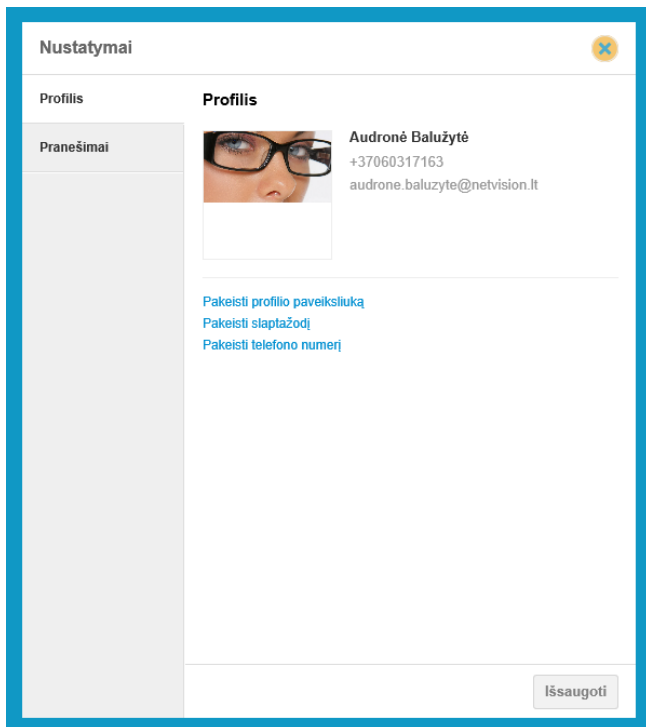 Nustatymai
Profilis
Pranešimai
Profilis
Audronė Balužytė
+37060317163
audrone.baluzyte@netvision.lt
Pakeisti profilio paveiksliuką
Pakeisti slaptažodį
Pakeisti telefono numerį
Išsaugoti